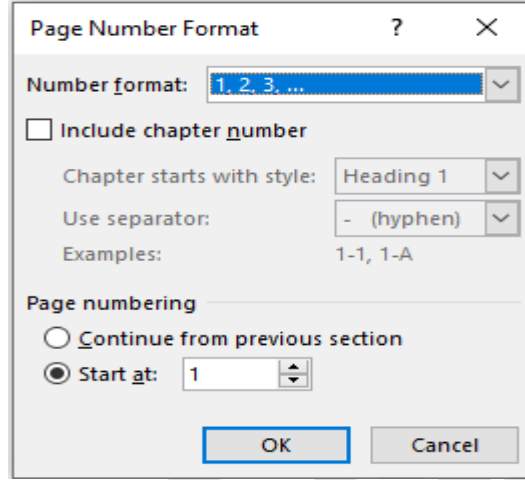 Page Number Format ?
Number format: 1, 2, 3, ...
Include chapter number
Chapter starts with style: Heading 1
Use separator: - (hyphen)
Examples: 1-1, 1-A
Page numbering
Continue from previous section
Start at: 1
OK Cancel